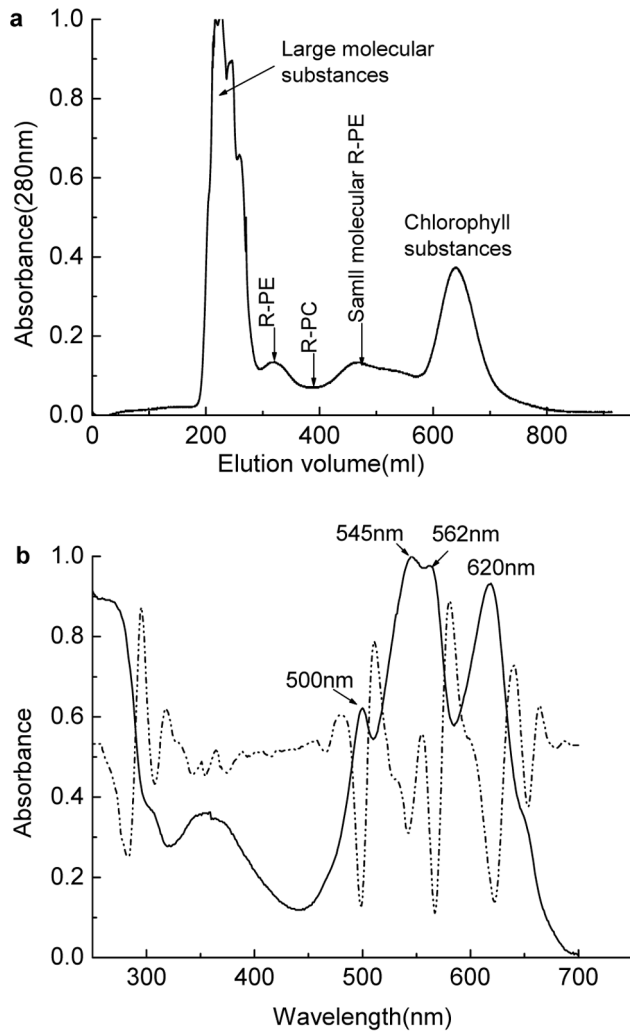 a
Large molecular
substances
R-PE
R-PC
Samll molecular R-PE
Chlorophyll
substances
Absorbance(280nm)
1.0
0.8
0.6
0.4
0.2
0.0
0 200 400 600 800
Elution volume(ml)
b
545nm 562nm
620nm
500nm
Absorbance
1.0
0.8
0.6
0.4
0.2
0.0
300 400 500 600 700
Wavelength(nm)